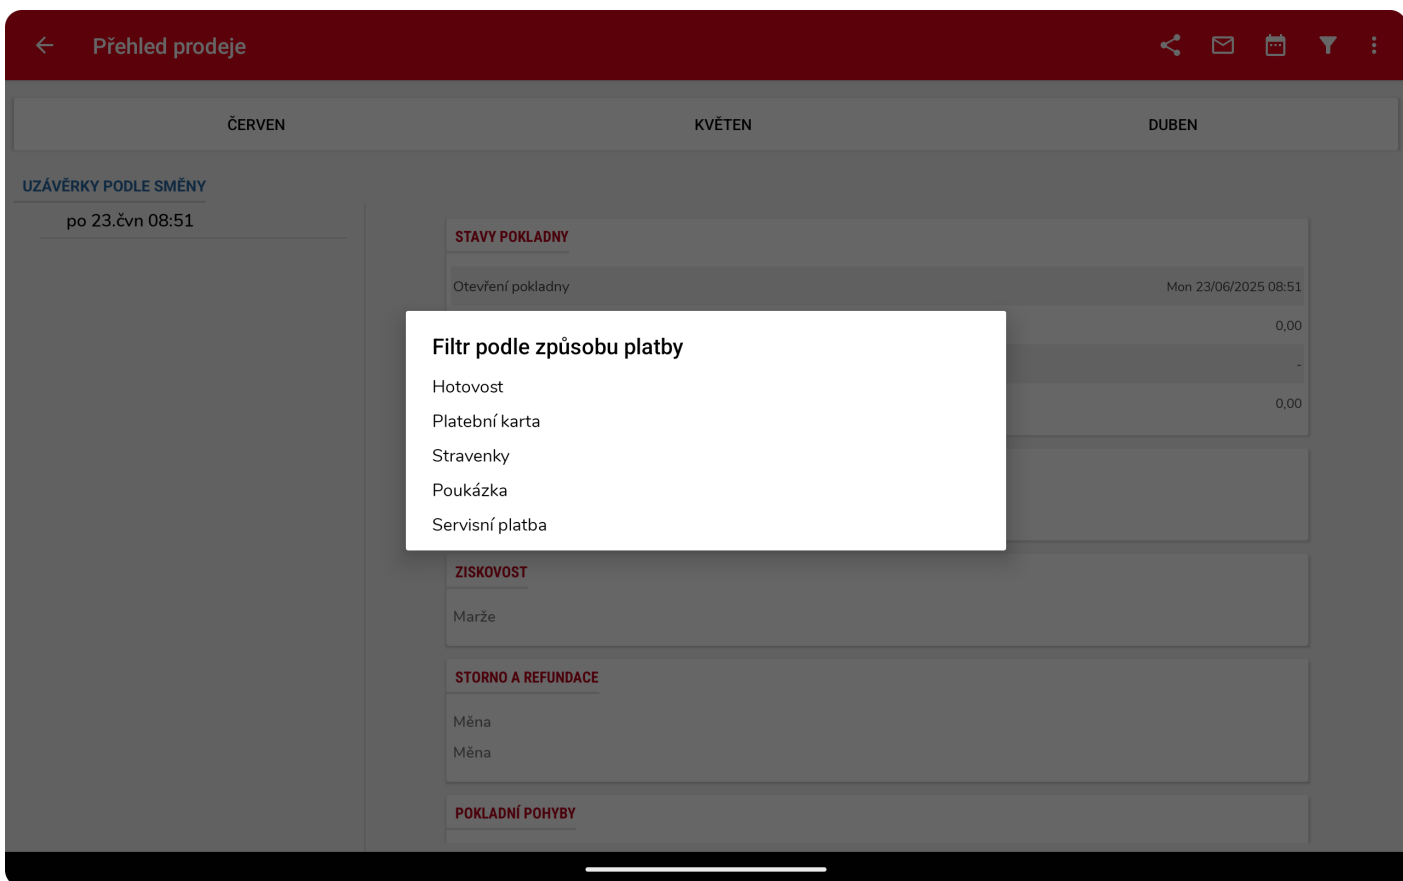 Přehled prodeje
ČERVEN KVĚTEN DUBEN
UZÁVĚRKY PODLE SMĚNY
po 23.čvn 08:51
STAVY POKLADNY
Otevření pokladny Mon 23/06/2025 08:51
0,00
-
0,00
Filtr podle způsobu platby
Hotovost
Platební karta
Stravenky
Poukázka
Servisní platba
ZISKOVOST
Marže
STORNO A REFUNDACE
Měna
Měna
POKLADNÍ POHYBY